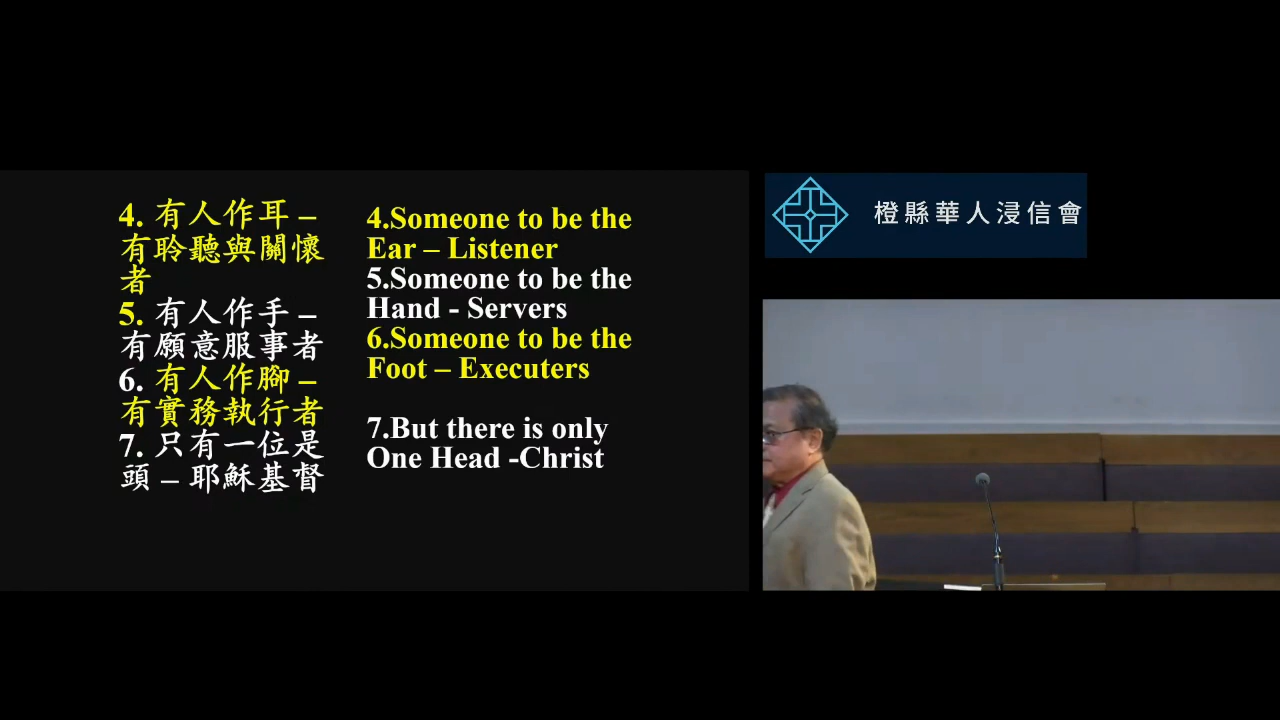 4. 有人作耳 –
有聆聽與關懷
者
5. 有人作手 –
有願意服事者
6. 有人作腳 –
有實務執行者
7. 只有一位是
頭 – 耶穌基督
4.Someone to be the
Ear – Listener
5.Someone to be the
Hand - Servers
6.Someone to be the
Foot – Executers
7.But there is only
One Head -Christ
橙縣華人浸信會